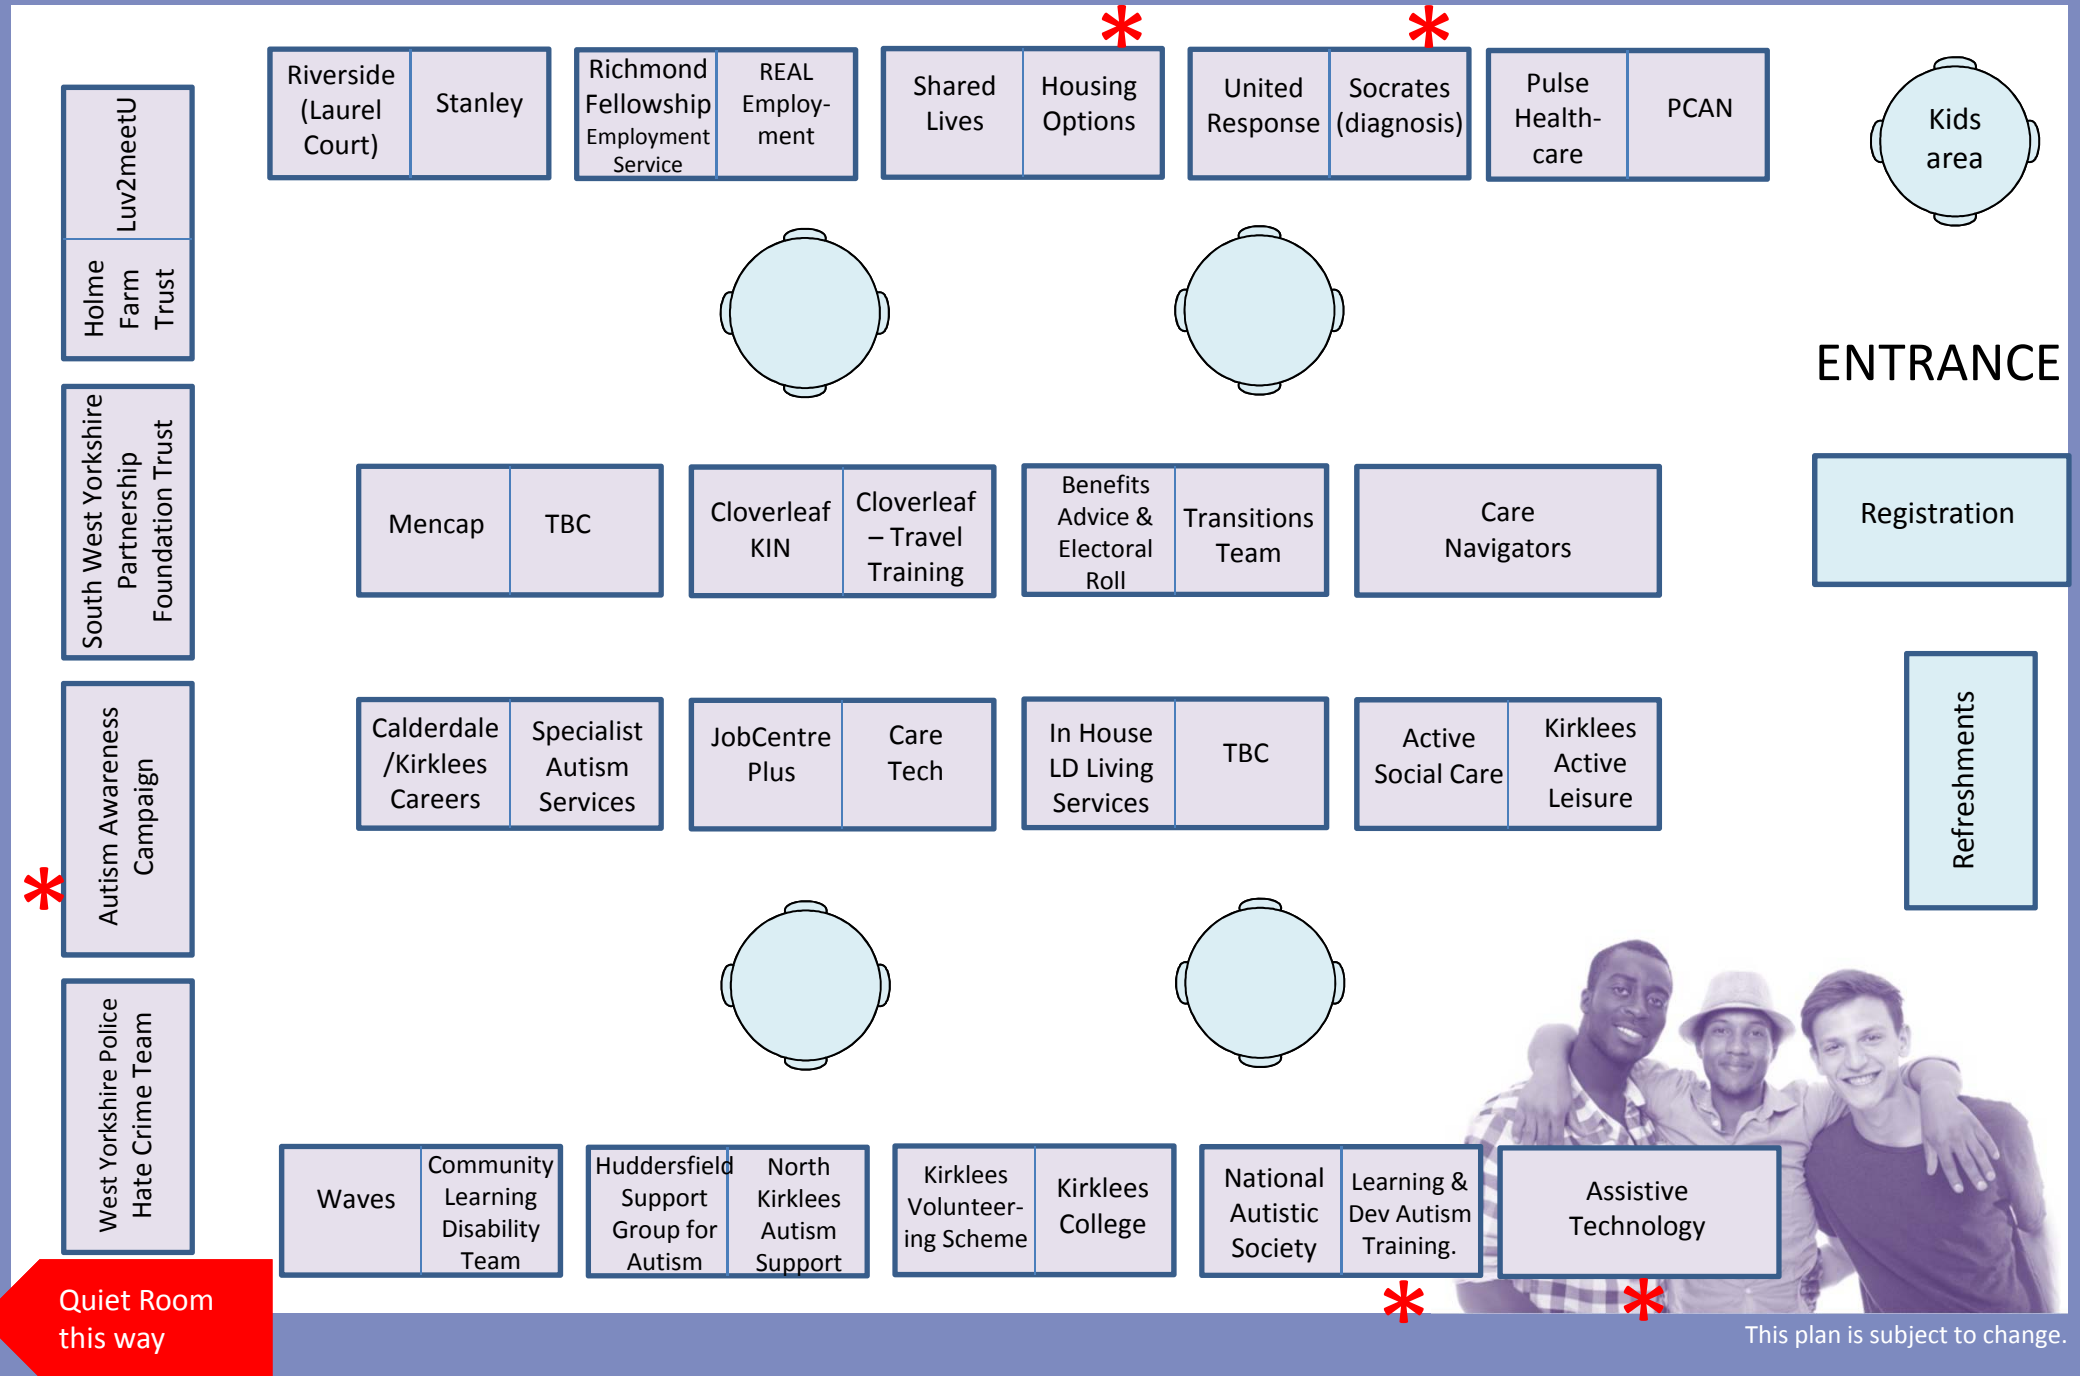 Riverside
(Laurel
Court)
Stanley
Richmond
Fellowship
Employment
Service
REAL
Employ-
ment
Shared
Lives
*
Housing
Options
United
Response
*
Socrates
(diagnosis)
Pulse
Health-
care
PCAN
Kids
area
Luv2meetU
Holme
Farm
Trust
ENTRANCE
South West Yorkshire
Partnership
Foundation Trust
Mencap
TBC
Cloverleaf
KIN
Cloverleaf
– Travel
Training
Benefits
Advice &
Electoral
Roll
Transitions
Team
Care
Navigators
Registration
Autism Awareness
Campaign
*
Calderdale
/Kirklees
Careers
Specialist
Autism
Services
JobCentre
Plus
Care
Tech
In House
LD Living
Services
TBC
Active
Social Care
Kirklees
Active
Leisure
Refreshments
West Yorkshire Police
Hate Crime Team
Waves
Community
Learning
Disability
Team
Huddersfield
Support
Group for
Autism
North
Kirklees
Autism
Support
Kirklees
Volunteer-
ing Scheme
Kirklees
College
National
Autistic
Society
Learning &
Dev Autism
Training.
*
Assistive
Technology
*
Quiet Room
this way
This plan is subject to change.